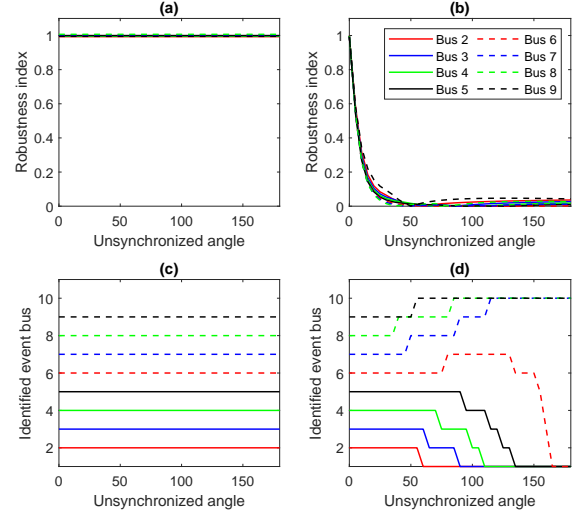 (a)
Robustness index
1
0.8
0.6
0.4
0.2
0
0 50 100 150
Unsynchronized angle
(b)
Robustness index
1
0.8
0.6
0.4
0.2
0
Bus 2 Bus 6
Bus 3 Bus 7
Bus 4 Bus 8
Bus 5 Bus 9
0 50 100 150
Unsynchronized angle
(c)
Identified event bus
10
8
6
4
2
0 50 100 150
Unsynchronized angle
(d)
Identified event bus
10
8
6
4
2
0 50 100 150
Unsynchronized angle